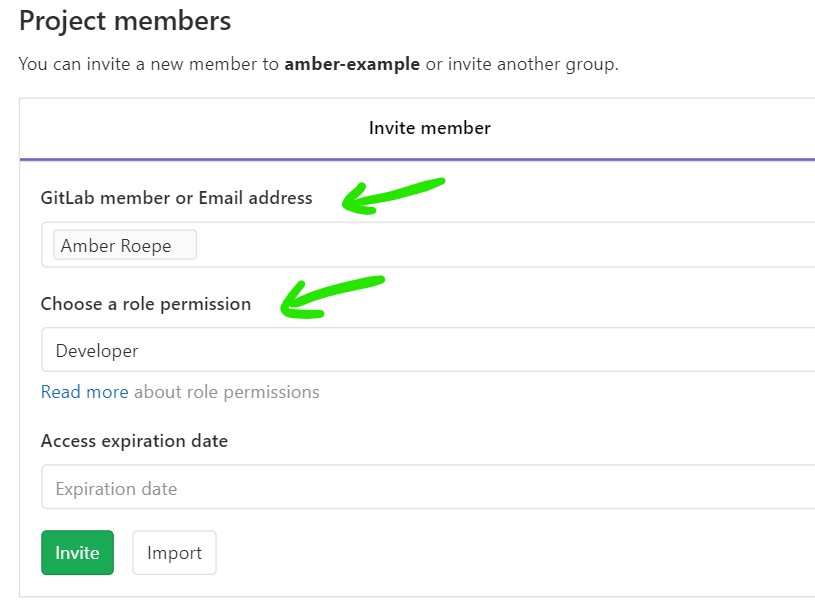 Project members
You can invite a new member to amber-example or invite another group.
Invite member
GitLab member or Email address
Amber Roepe
Choose a role permission
Developer
Read more about role permissions
Access expiration date
Expiration date
Invite Import